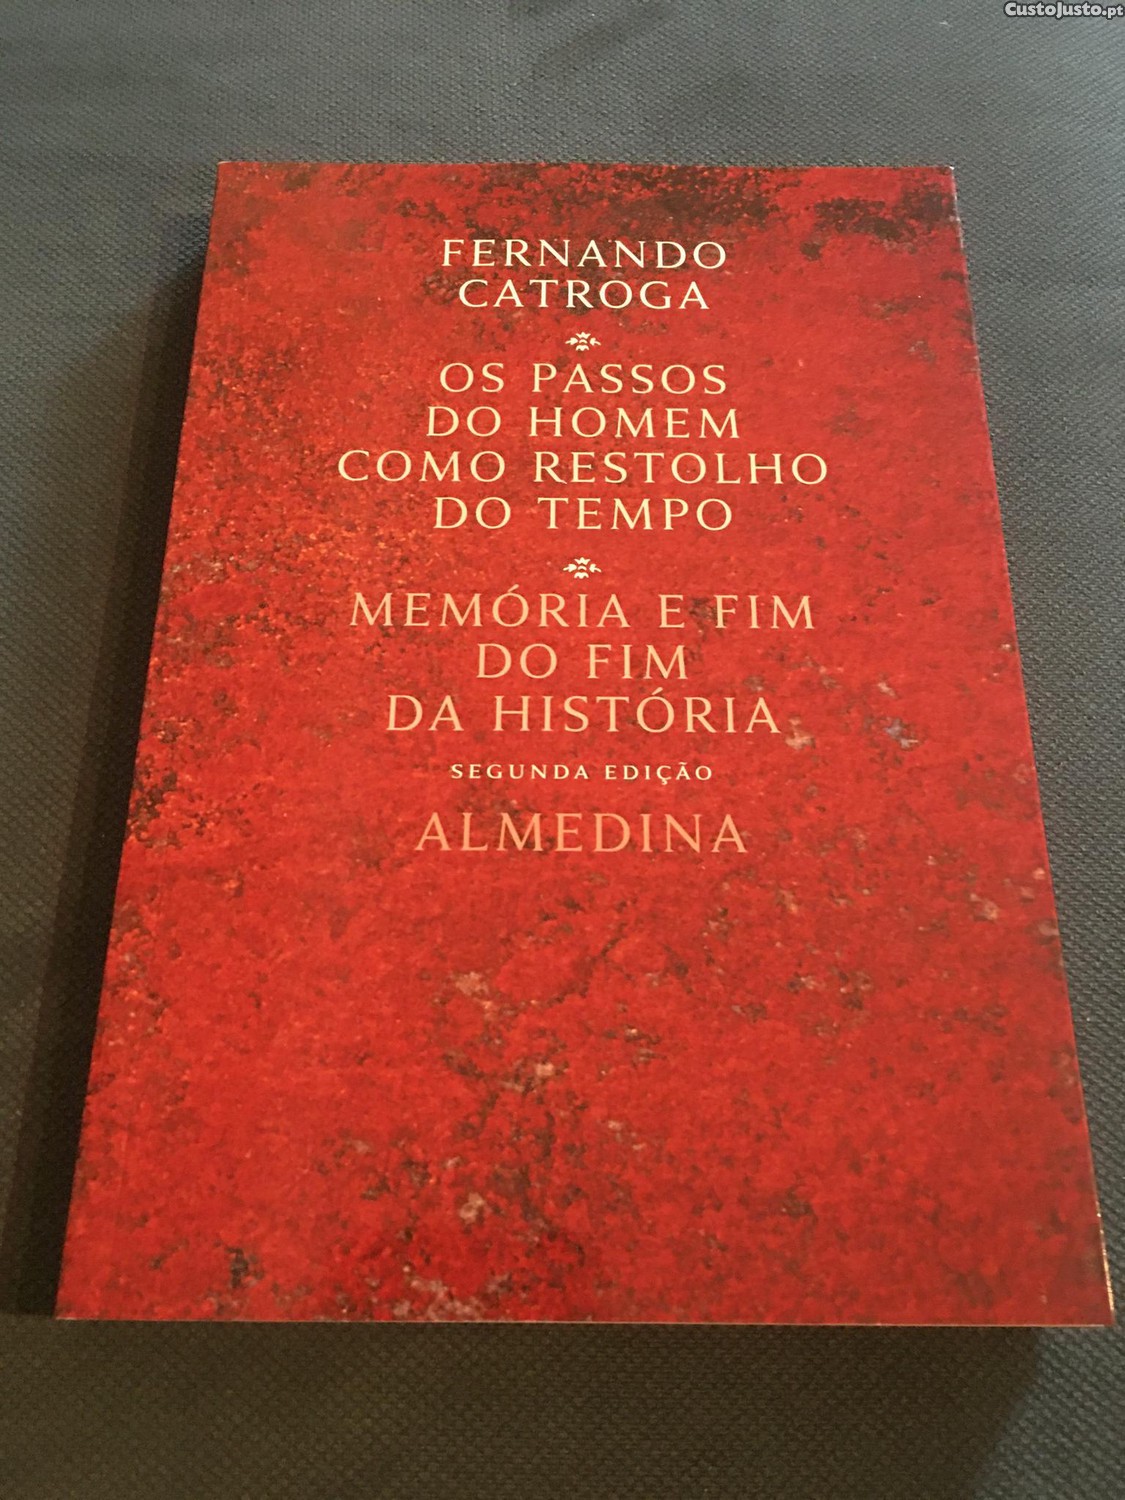 CustoJusto.pt
FERNANDO
CATROGA
OS PASSOS
DO HOMEM
COMO RESTOLHO
DO TEMPO
MEMÓRIA E FIM
DO FIM
DA HISTÓRIA
SEGUNDA EDIÇÃO
ALMEDINA